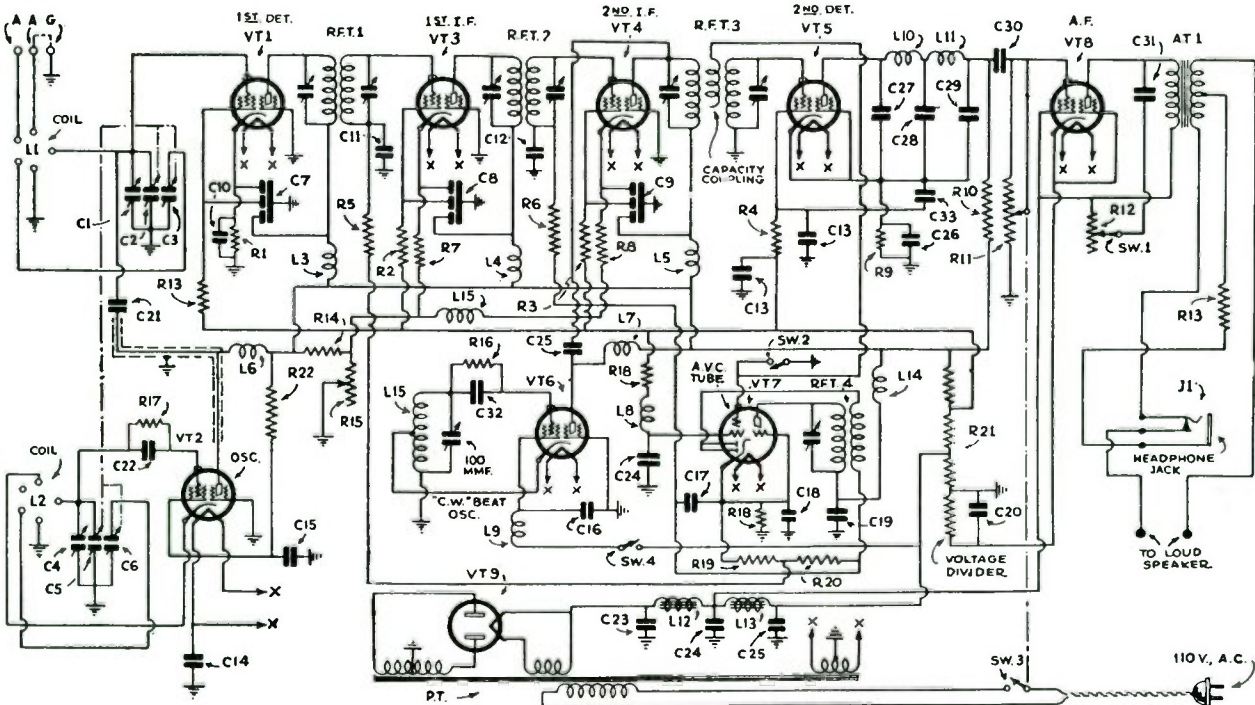 A A G
1ST. DET.
VT1
R.F.T.1
1ST. I.F.
VT3
R.F.T.2
2ND. I.F.
VT4
R.F.T.3
2ND. DET.
VT5
L10
L11
C30
A.F.
VT8
C31
AT1
COIL
L1
C11
C12
C27
C28
C29
CAPACITY
COUPLING
X X
X X
X X
X X
X X
C1
C2
C3
C10
C7
R1
R5
C8
R2
R7
R6
C9
R8
R4
C13
C33
R10
C26
R9
R11
R12
SW.1
L3
L4
L5
R3
C13
R13
R13
C21
R14
L15
L7
SW.2
L6
R22
R15
R16
C25
R18
A.V.C.
TUBE
VT7
R.F.T.4
L14
J1
L15
C32
VT6
L8
R21
HEADPHONE
JACK
R17
C22
VT2
OSC.
100
MMF.
X X
C24
COIL
L2
"C.W." BEAT
OSC.
C17
C18
C19
C20
C15
C16
R18
L9
SW.4
R19
R20
VOLTAGE
DIVIDER
TO LOUD
SPEAKER
C4
C5
C6
X
X
VT9
C14
C23
L12
C24
L13
C25
X X
SW.3
110 V., A.C.
P.T.